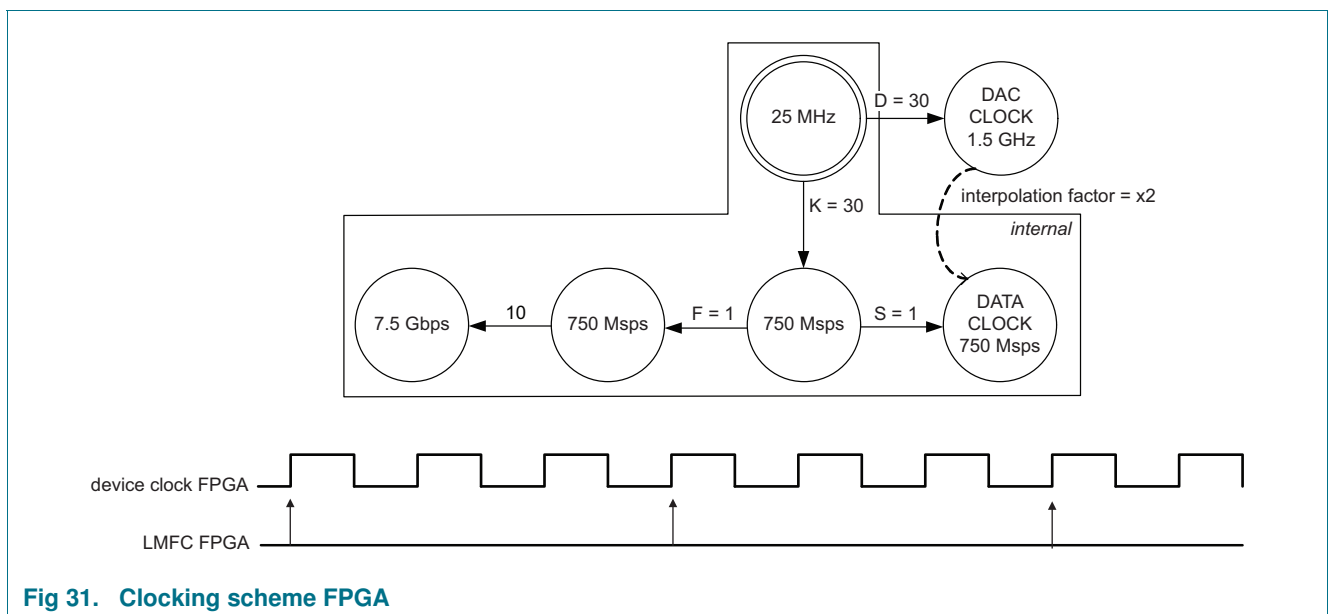 25 MHz
D = 30
DAC
CLOCK
1.5 GHz
interpolation factor = x2
internal
K = 30
7.5 Gbps
10
750 Msps
F = 1
750 Msps
S = 1
DATA
CLOCK
750 Msps
device clock FPGA
LMFC FPGA
Fig 31. Clocking scheme FPGA